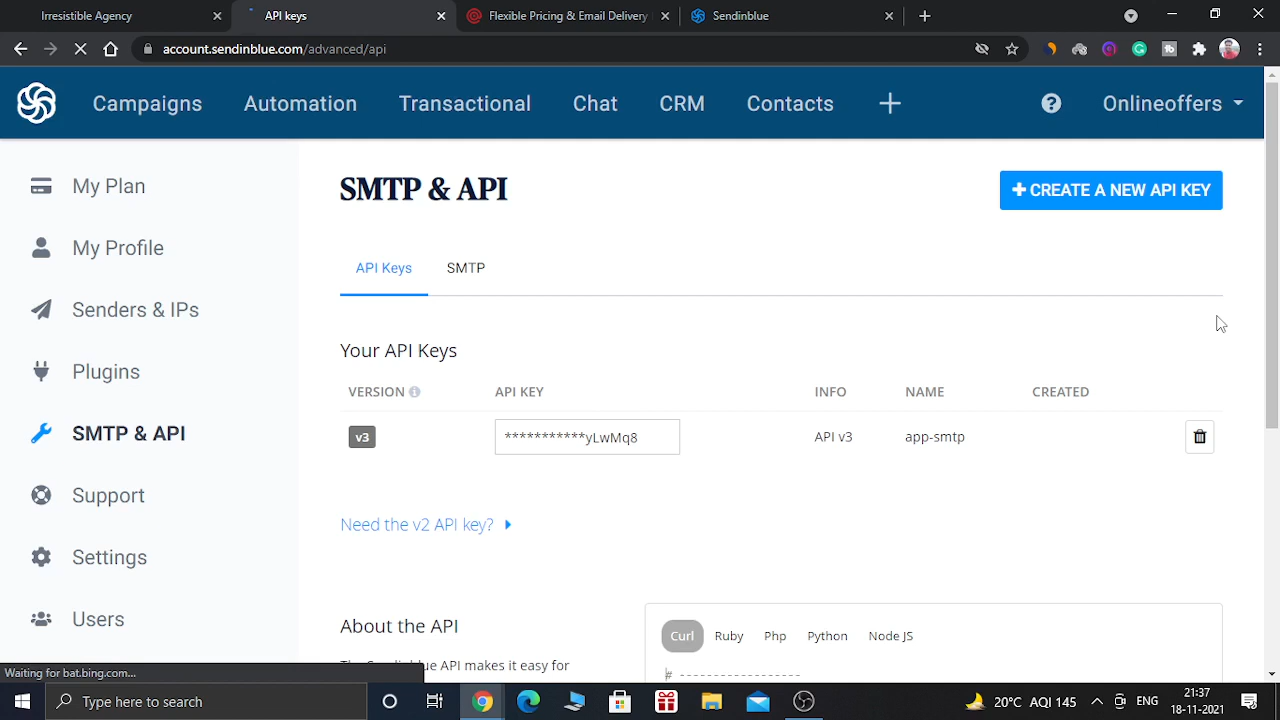 Irresistible Agency
API keys
Flexible Pricing & Email Delivery
Sendinblue
account.sendinblue.com/advanced/api
Campaigns Automation Transactional Chat CRM Contacts Onlineoffers
My Plan
My Profile
Senders & IPs
Plugins
SMTP & API
Support
Settings
Users
SMTP & API
CREATE A NEW API KEY
API Keys SMTP
Your API Keys
VERSION API KEY INFO NAME CREATED
v3 ***********yLwMq8 API v3 app-smtp
Need the v2 API key?
About the API
Curl Ruby Php Python Node JS
# ------------------
Waiting for bat.bing.com...
Type here to search
20°C AQI 145
ENG
21:37
18-11-2021